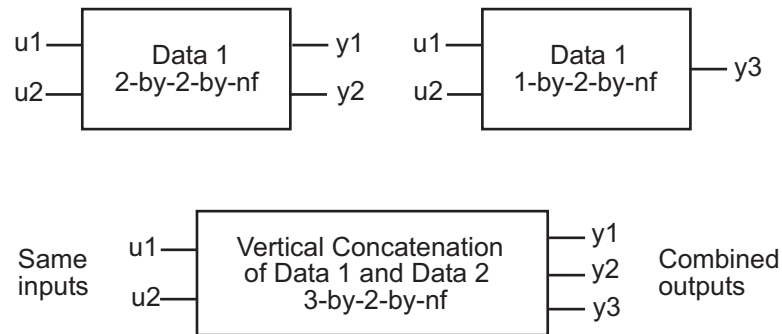 u1
u2
Data 1
2-by-2-by-nf
y1
y2
u1
u2
Data 1
1-by-2-by-nf
y3
Same
inputs
u1
u2
Vertical Concatenation
of Data 1 and Data 2
3-by-2-by-nf
y1
y2
y3
Combined
outputs